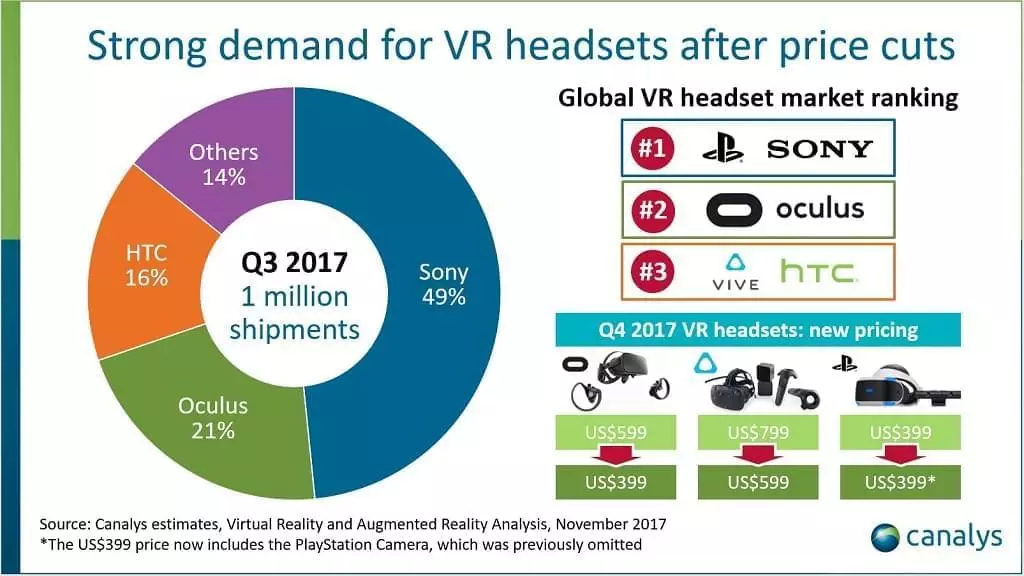 Strong demand for VR headsets after price cuts
Others
14%
HTC
16%
Q3 2017
1 million
shipments
Sony
49%
Oculus
21%
Global VR headset market ranking
#1 SONY
#2 oculus
#3 VIVE hTC
Q4 2017 VR headsets: new pricing
US$599 US$799 US$399
US$399 US$599 US$399*
Source: Canalys estimates, Virtual Reality and Augmented Reality Analysis, November 2017
*The US$399 price now includes the PlayStation Camera, which was previously omitted
canalys